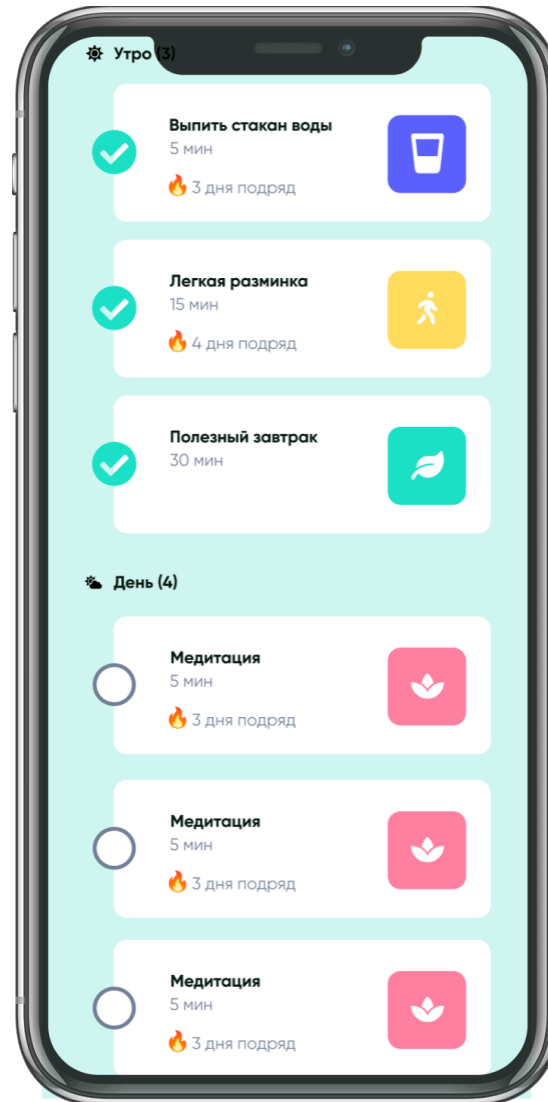 Утро (3)
Выпить стакан воды
5 мин
🔥 3 дня подряд
Легкая разминка
15 мин
🔥 4 дня подряд
Полезный завтрак
30 мин
День (4)
Медитация
5 мин
🔥 3 дня подряд
Медитация
5 мин
🔥 3 дня подряд
Медитация
5 мин
🔥 3 дня подряд